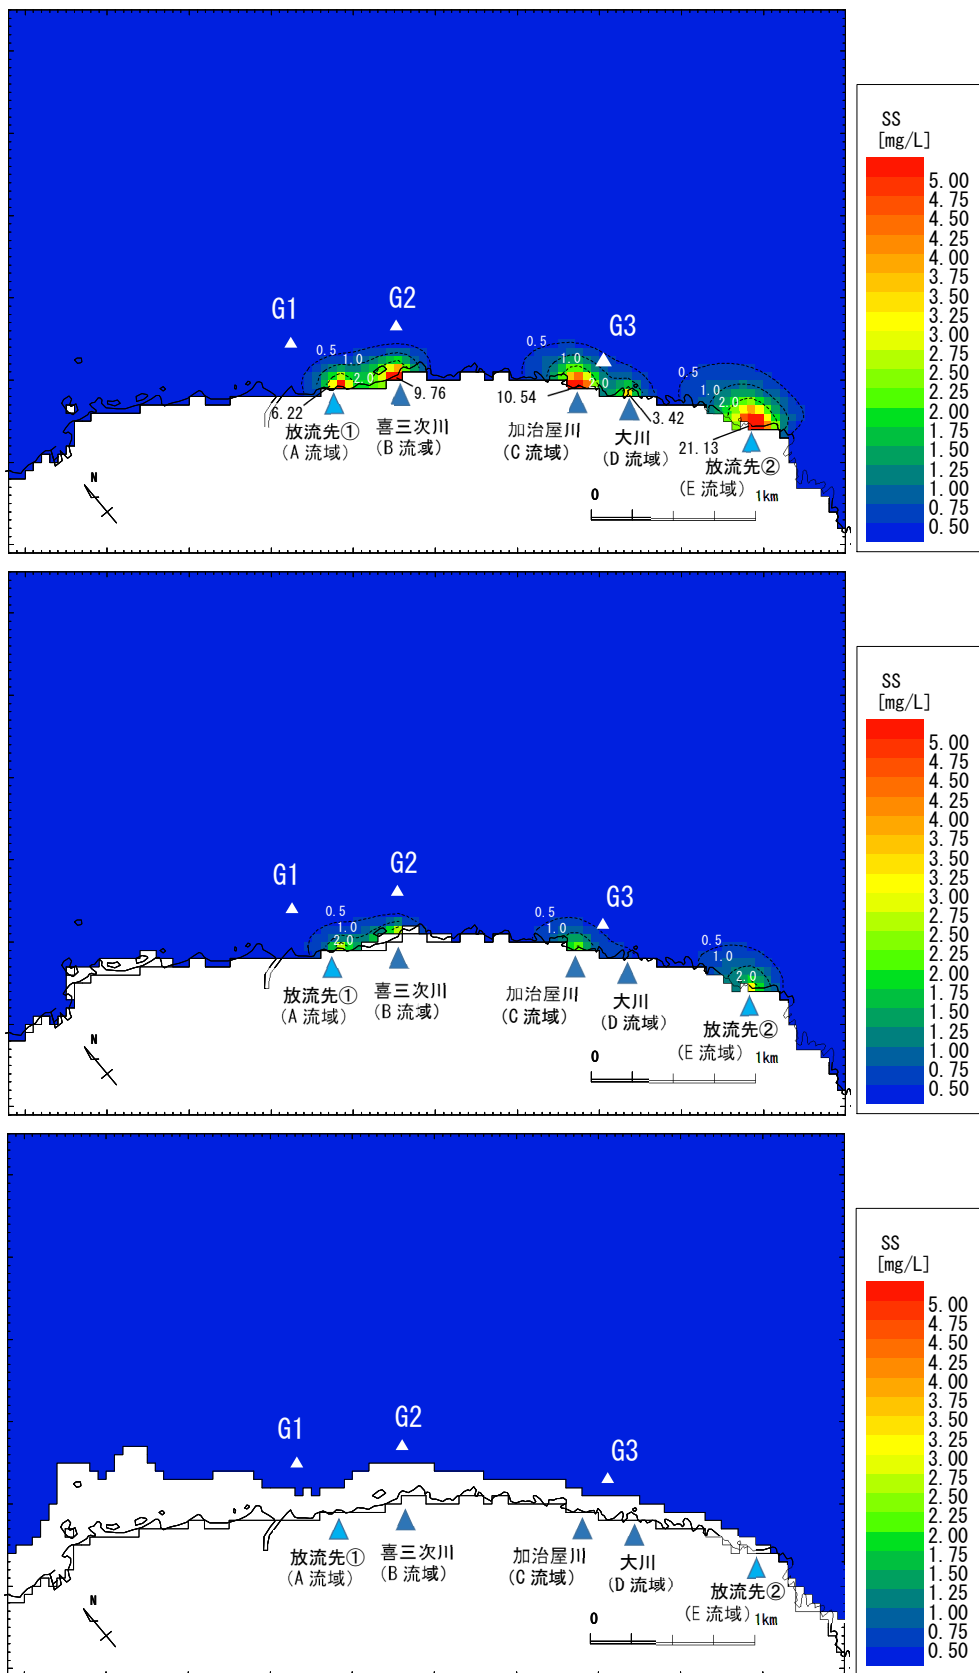 SS
[mg/L]
5.00
4.75
4.50
4.25
4.00
3.75
3.50
3.25
3.00
2.75
2.50
2.25
2.00
1.75
1.50
1.25
1.00
0.75
0.50
G1
G2
G3
0.5
1.0
2.0
0.5
1.0
2.0
0.5
1.0
2.0
6.22
9.76
10.54
3.42
21.13
放流先①
(A 流域)
喜三次川
(B 流域)
加治屋川
(C 流域)
大川
(D 流域)
放流先②
(E 流域)
N
0
1km
SS
[mg/L]
5.00
4.75
4.50
4.25
4.00
3.75
3.50
3.25
3.00
2.75
2.50
2.25
2.00
1.75
1.50
1.25
1.00
0.75
0.50
G1
G2
G3
0.5
1.0
2.0
0.5
1.0
0.5
1.0
2.0
放流先①
(A 流域)
喜三次川
(B 流域)
加治屋川
(C 流域)
大川
(D 流域)
放流先②
(E 流域)
N
0
1km
SS
[mg/L]
5.00
4.75
4.50
4.25
4.00
3.75
3.50
3.25
3.00
2.75
2.50
2.25
2.00
1.75
1.50
1.25
1.00
0.75
0.50
G1
G2
G3
放流先①
(A 流域)
喜三次川
(B 流域)
加治屋川
(C 流域)
大川
(D 流域)
放流先②
(E 流域)
N
0
1km